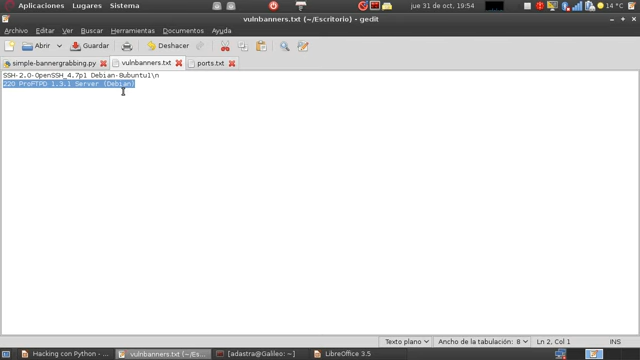 Aplicaciones Lugares Sistema
jue 31 de oct, 19:54
14 °C
vulnbanners.txt (~/Escritorio) - gedit
Archivo Editar Ver Buscar Herramientas Documentos Ayuda
Abrir Guardar Deshacer
simple-bannergrabbing.py vulnbanners.txt ports.txt
SSH-2.0-OpenSSH_4.7p1 Debian-8ubuntu1\n
220 ProFTPD 1.3.1 Server (Debian)
Texto plano Ancho de la tabulación: 8 Ln 2, Col 1 INS
Hacking con Python - ... vulnbanners.txt (~/Es... [adastra@Galileo: ~] LibreOffice 3.5